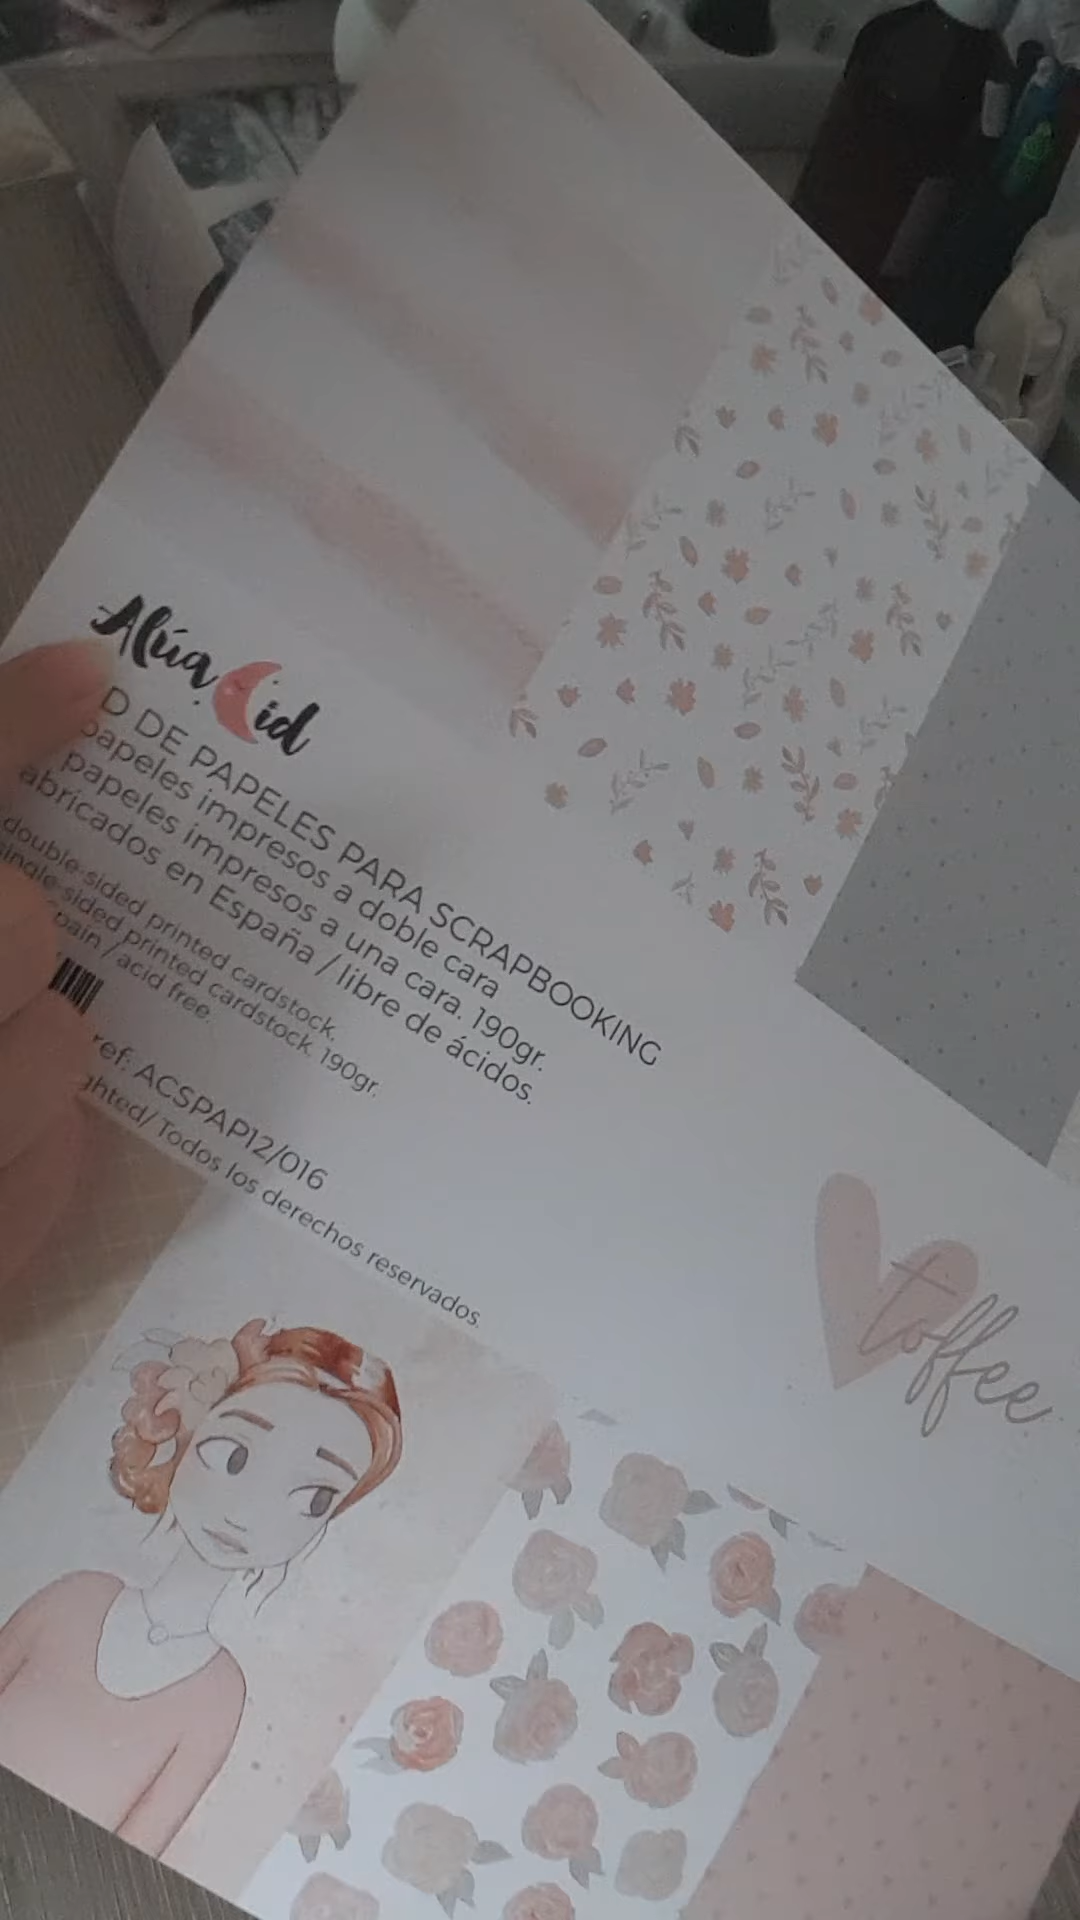 Alúa Cid
D DE PAPELES PARA SCRAPBOOKING
papeles impresos a doble cara
papeles impresos a una cara. 190gr.
abricados en España / libre de ácidos.
double-sided printed cardstock.
single-sided printed cardstock. 190gr.
pain / acid free.
ref: ACSPAP12/016
ghted/ Todos los derechos reservados.
toffee